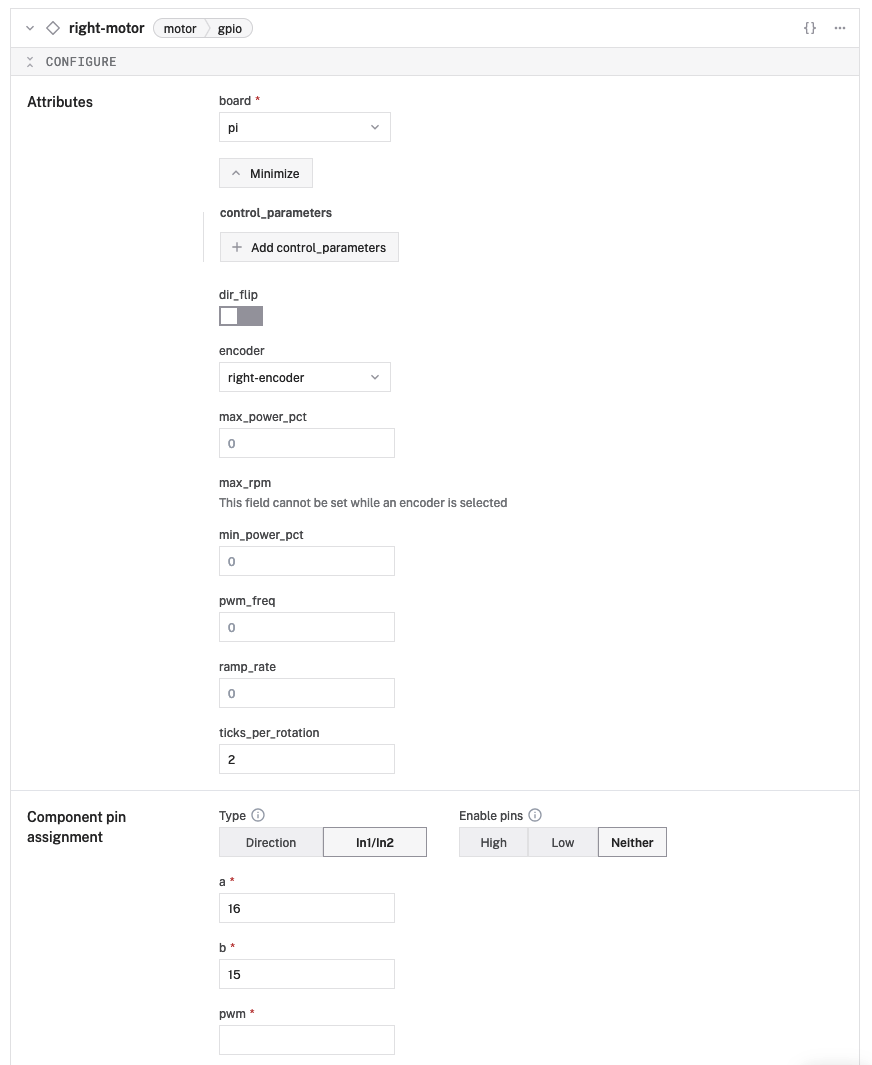 right-motor motor gpio {} ...
CONFIGURE
Attributes
board *
pi
Minimize
control_parameters
+ Add control_parameters
dir_flip
encoder
right-encoder
max_power_pct
0
max_rpm
This field cannot be set while an encoder is selected
min_power_pct
0
pwm_freq
0
ramp_rate
0
ticks_per_rotation
2
Component pin
assignment
Type
Direction In1/In2
Enable pins
High Low Neither
a *
16
b *
15
pwm *